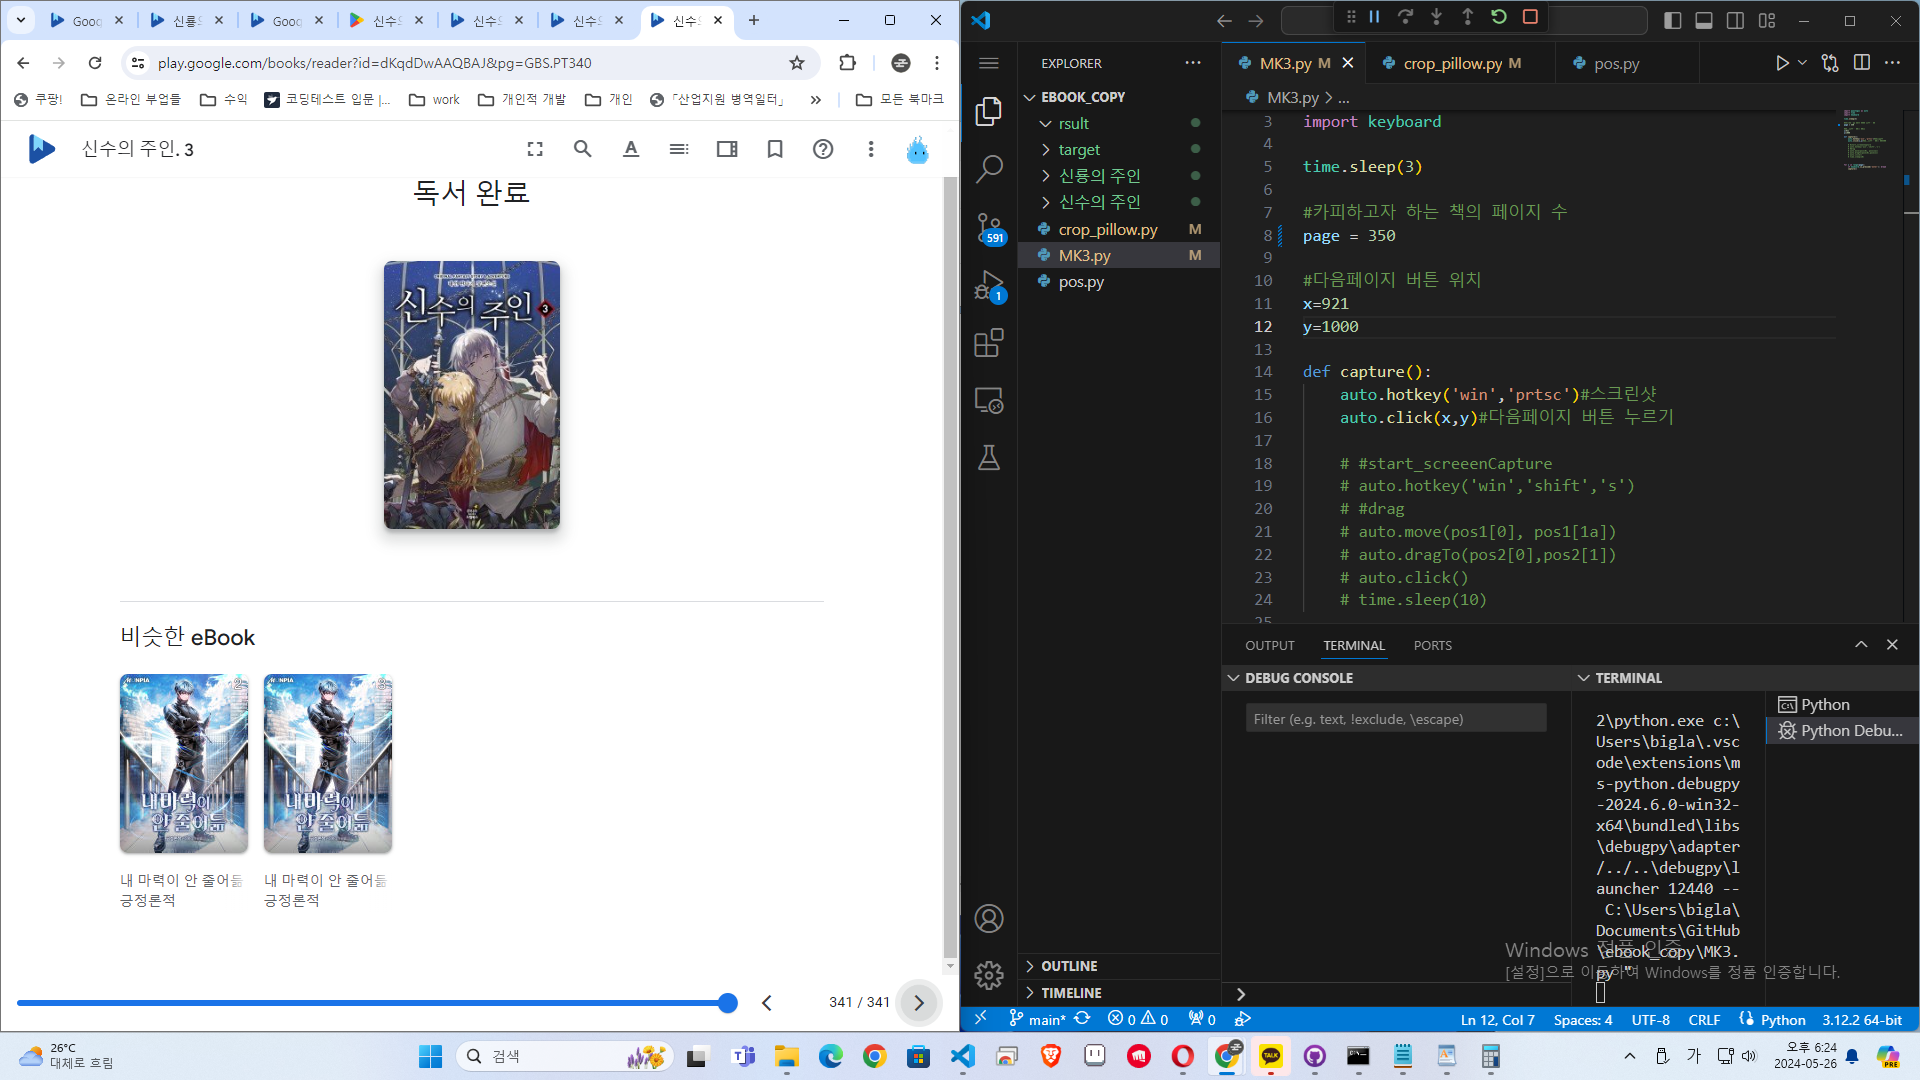 Goog
신룡의
Goog
신수의
신수의
신수의
신수의
play.google.com/books/reader?id=dKqdDwAAQBAJ&pg=GBS.PT340
쿠팡!
온라인 부업들
수익
코딩테스트 입문 |...
work
개인적 개발
개인
「산업지원 병역일터」
»
모든 북마크
신수의 주인. 3
독서 완료
신수의 주인 3
비슷한 eBook
NOVELPIA 2
내 마력이
안 줄어듦
3
내 마력이
안 줄어듦
내 마력이 안 줄어듦
긍정론적
내 마력이 안 줄어듦
긍정론적
341 / 341
EXPLORER
EBOOK_COPY
rsult
target
신룡의 주인
신수의 주인
crop_pillow.py M
MK3.py M
pos.py
591
1
OUTLINE
TIMELINE
MK3.py M
crop_pillow.py M
pos.py
MK3.py > ...
3 import keyboard
4
5 time.sleep(3)
6
7 #카피하고자 하는 책의 페이지 수
8 page = 350
9
10 #다음페이지 버튼 위치
11 x=921
12 y=1000
13
14 def capture():
15 auto.hotkey('win','prtsc')#스크린샷
16 auto.click(x,y)#다음페이지 버튼 누르기
17
18 # #start_screeenCapture
19 # auto.hotkey('win','shift','s')
20 # #drag
21 # auto.move(pos1[0], pos1[1a])
22 # auto.dragTo(pos2[0],pos2[1])
23 # auto.click()
24 # time.sleep(10)
25
OUTPUT
TERMINAL
PORTS
DEBUG CONSOLE
Filter (e.g. text, !exclude, \escape)
TERMINAL
2\python.exe c:\
Users\bigla\.vsc
ode\extensions\m
s-python.debugpy
-2024.6.0-win32-
x64\bundled\libs
\debugpy\adapter
/../..\debugpy\l
auncher 12440 --
C:\Users\bigla\
Documents\GitHub
\ebook_copy\MK3.
py "
Python
Python Debu...
Windows 정품 인증
[설정]으로 이동하여 Windows를 정품 인증합니다.
main*
0 0
0
Ln 12, Col 7
Spaces: 4
UTF-8
CRLF
Python
3.12.2 64-bit
26°C
대체로 흐림
검색
TALK
가
오후 6:24
2024-05-26
PRE